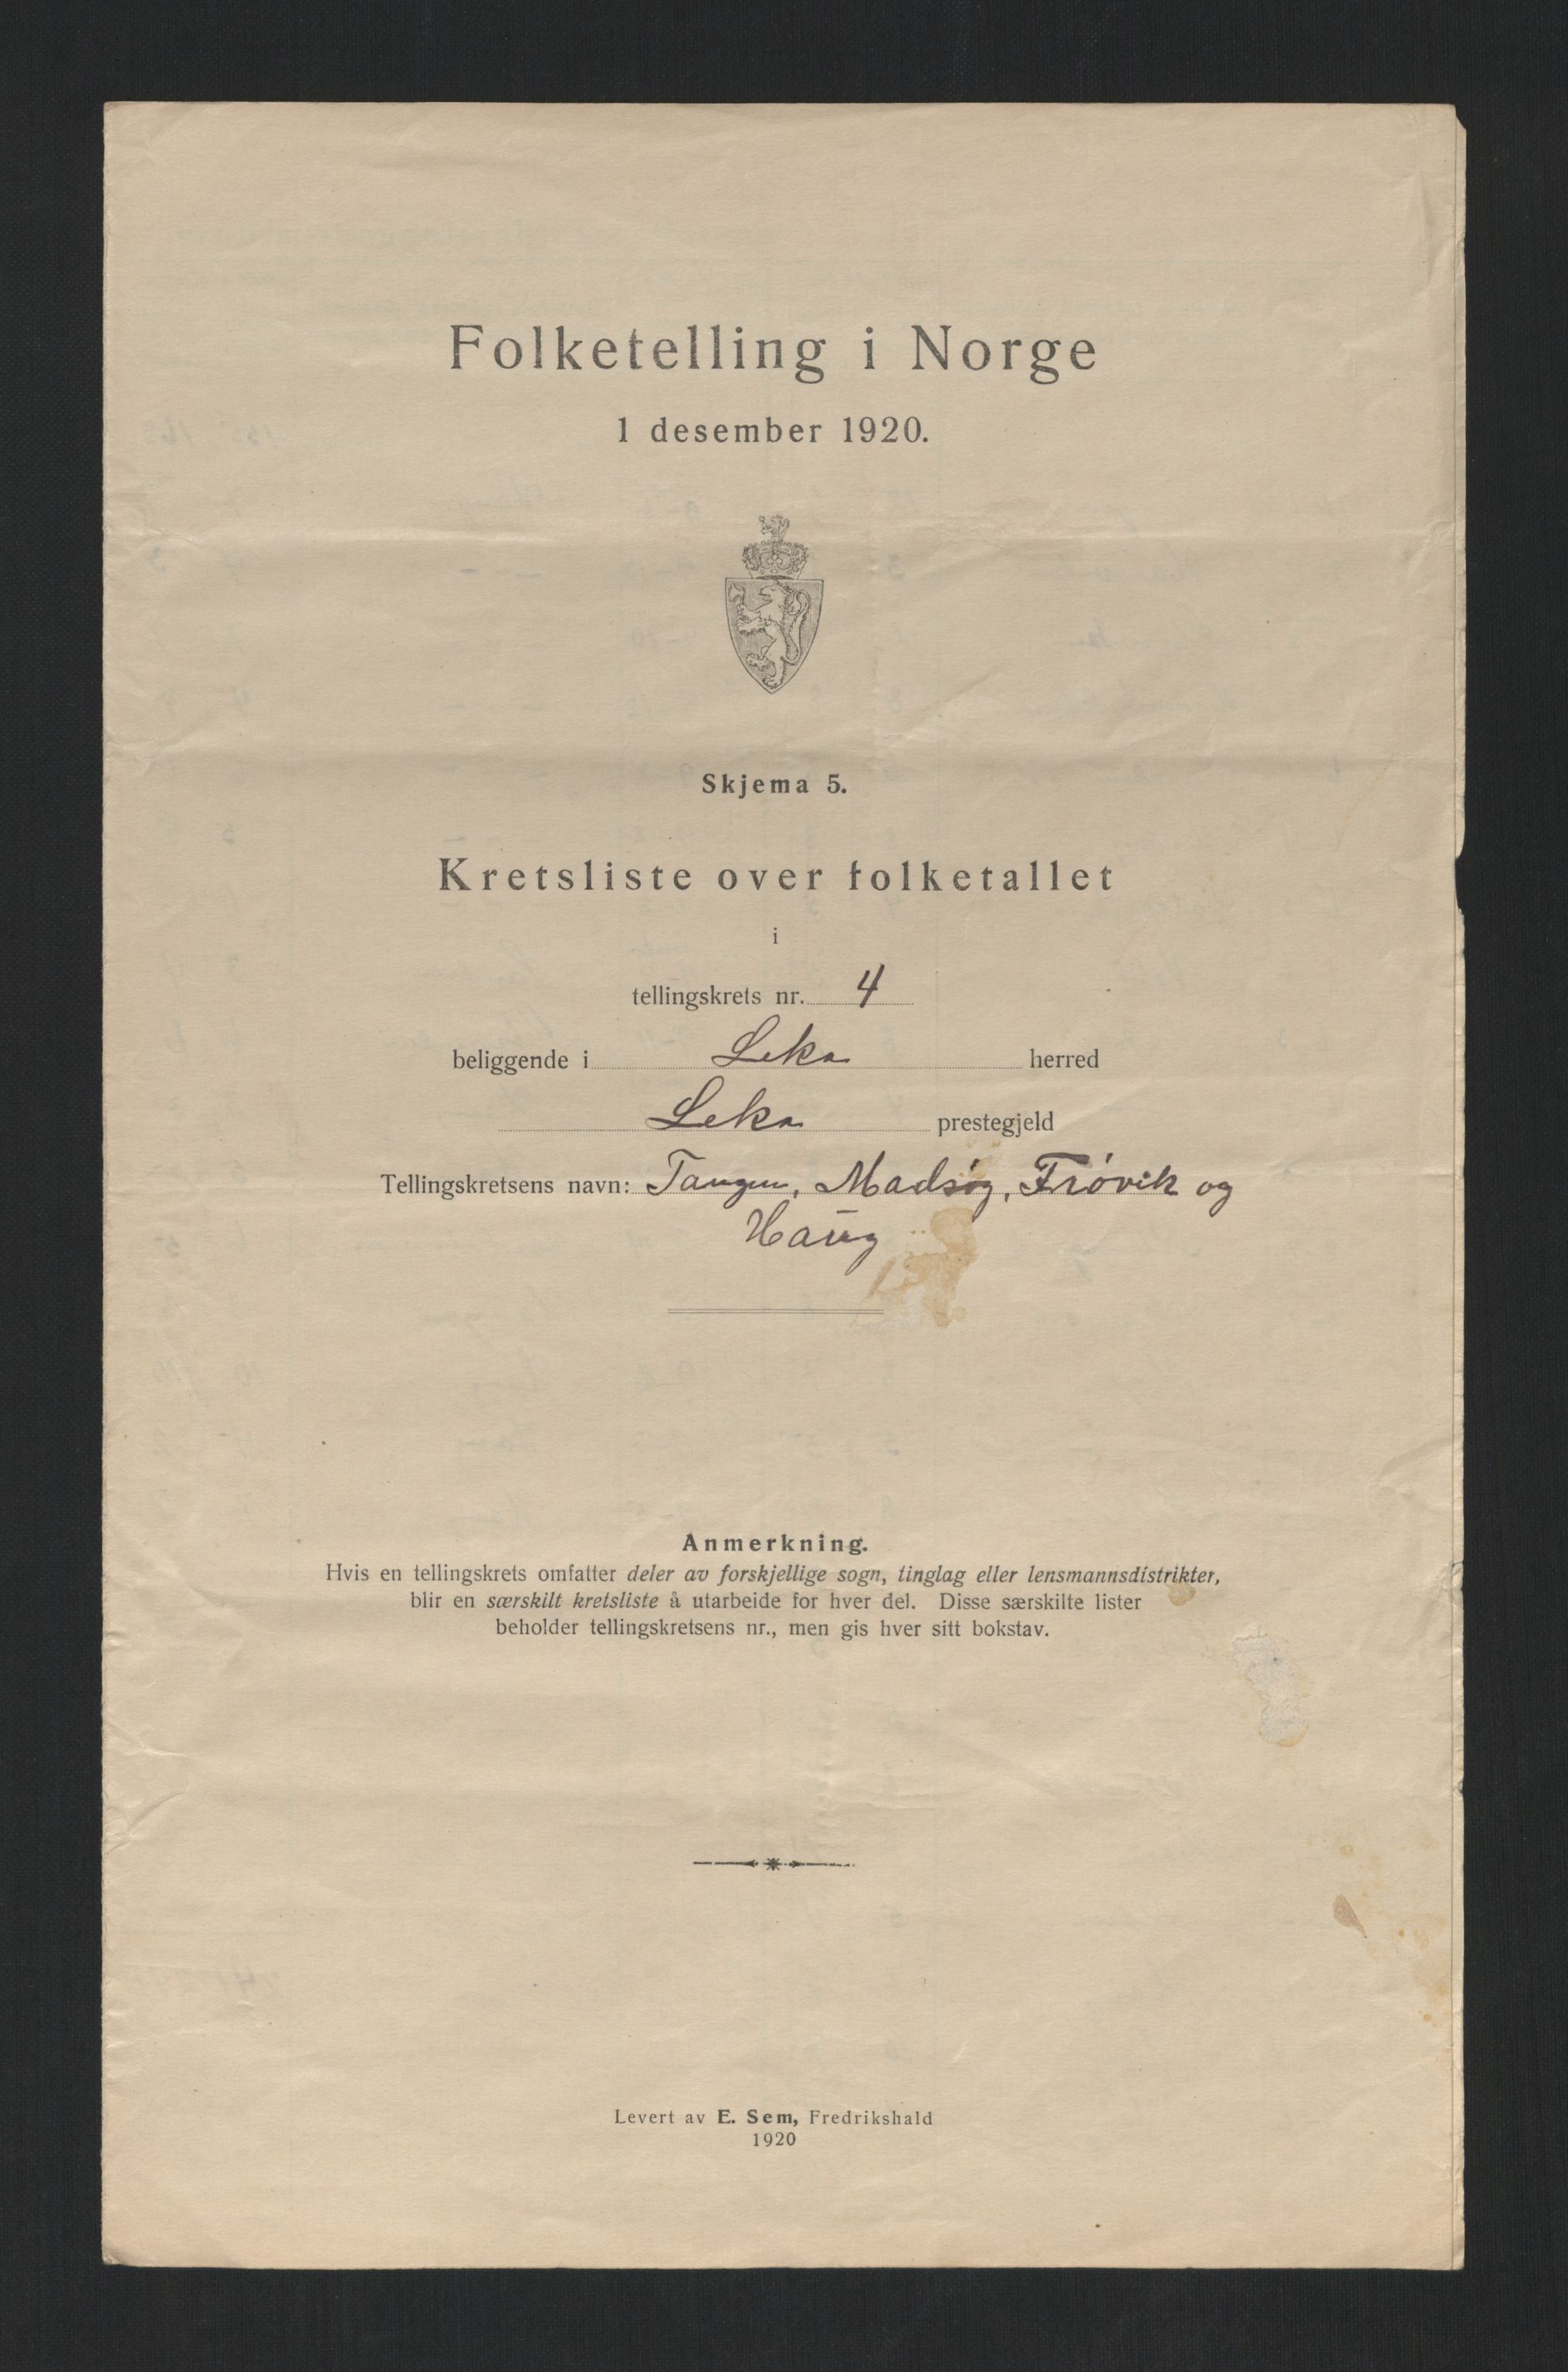 Folketelling i Norge
1 desember 1920.
Skjema 5.
Kretsliste over folketallet
i
tellingskrets nr. 4
beliggende i Leka herred
Leka prestegjeld
Tellingskretsens navn: Tangen, Madsøy, Frøvik og
Haug
Anmerkning.
Hvis en tellingskrets omfatter deler av forskjellige sogn, tinglag eller lensmannsdistrikter,
blir en særskilt kretsliste å utarbeide for hver del. Disse særskilte lister
beholder tellingskretsens nr., men gis hver sitt bokstav.
Levert av E. Sem, Fredrikshald
1920